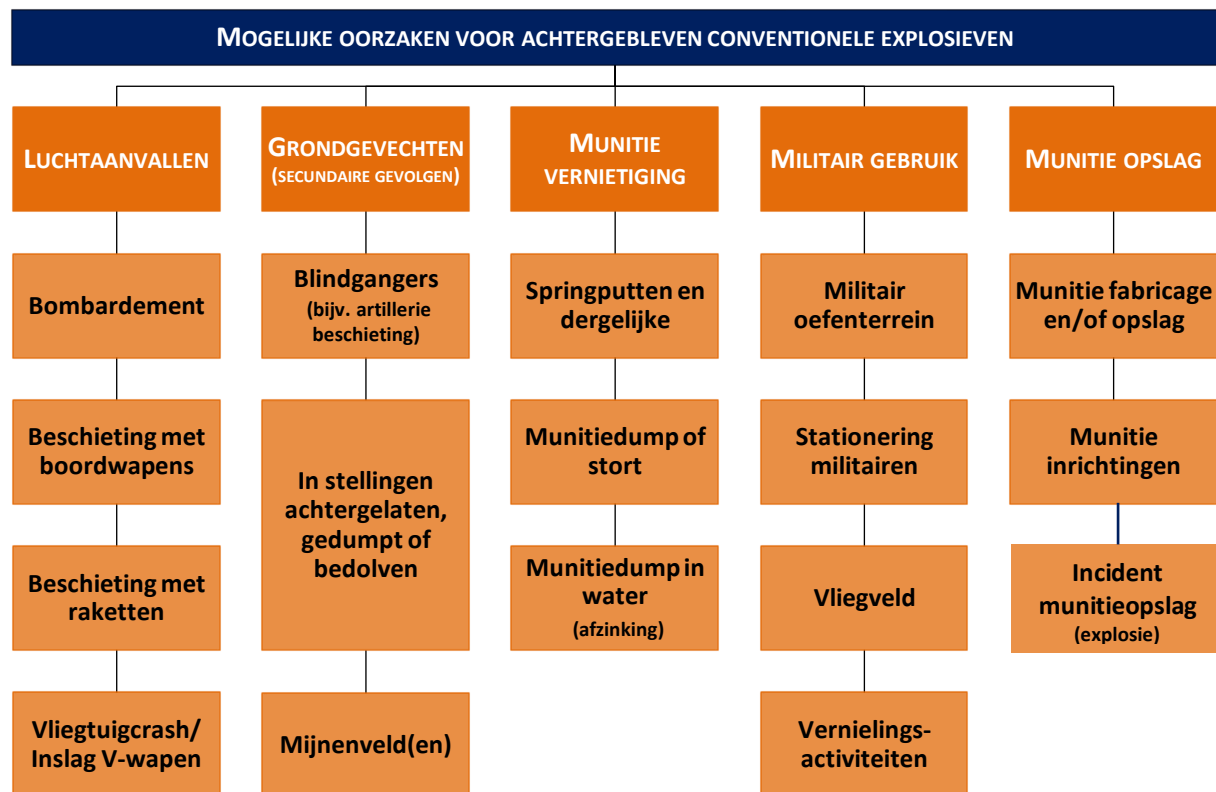 MOGELIJKE OORZAKEN VOOR ACHTERGEBLEVEN CONVENTIONELE EXPLOSIEVEN
LUCHTAANVALLEN
Bombardement
Beschieting met
boordwapens
Beschieting met
raketten
Vliegtuigcrash/
Inslag V-wapen
GRONDGEVECHTEN
(SECUNDAIRE GEVOLGEN)
Blindgangers
(bijv. artillerie
beschieting)
In stellingen
achtergelaten,
gedumpt of
bedolven
Mijnenveld(en)
MUNITIE
VERNIETIGING
Springputten en
dergelijke
Munitiedump of
stort
Munitiedump in
water
(afzinking)
MILITAIR GEBRUIK
Militair
oefenterrein
Stationering
militairen
Vliegveld
Vernielings-
activiteiten
MUNITIE OPSLAG
Munitie fabricage
en/of opslag
Munitie
inrichtingen
Incident
munitieopslag
(explosie)